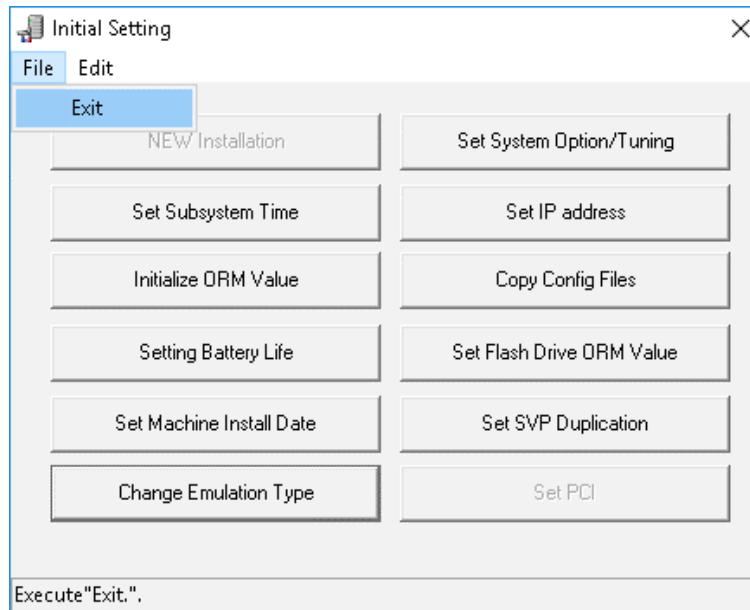 Initial Setting
File Edit
Exit
NEW Installation Set System Option/Tuning
Set Subsystem Time Set IP address
Initialize ORM Value Copy Config Files
Setting Battery Life Set Flash Drive ORM Value
Set Machine Install Date Set SVP Duplication
Change Emulation Type Set PCI
Execute"Exit.".